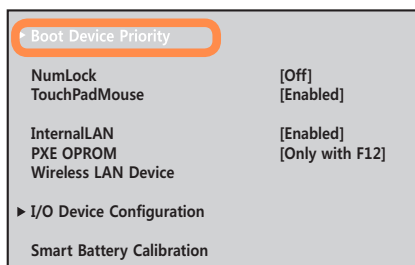 ▶ Boot Device Priority
NumLock [Off]
TouchPadMouse [Enabled]
InternalLAN [Enabled]
PXE OPROM [Only with F12]
Wireless LAN Device
▶ I/O Device Configuration
Smart Battery Calibration